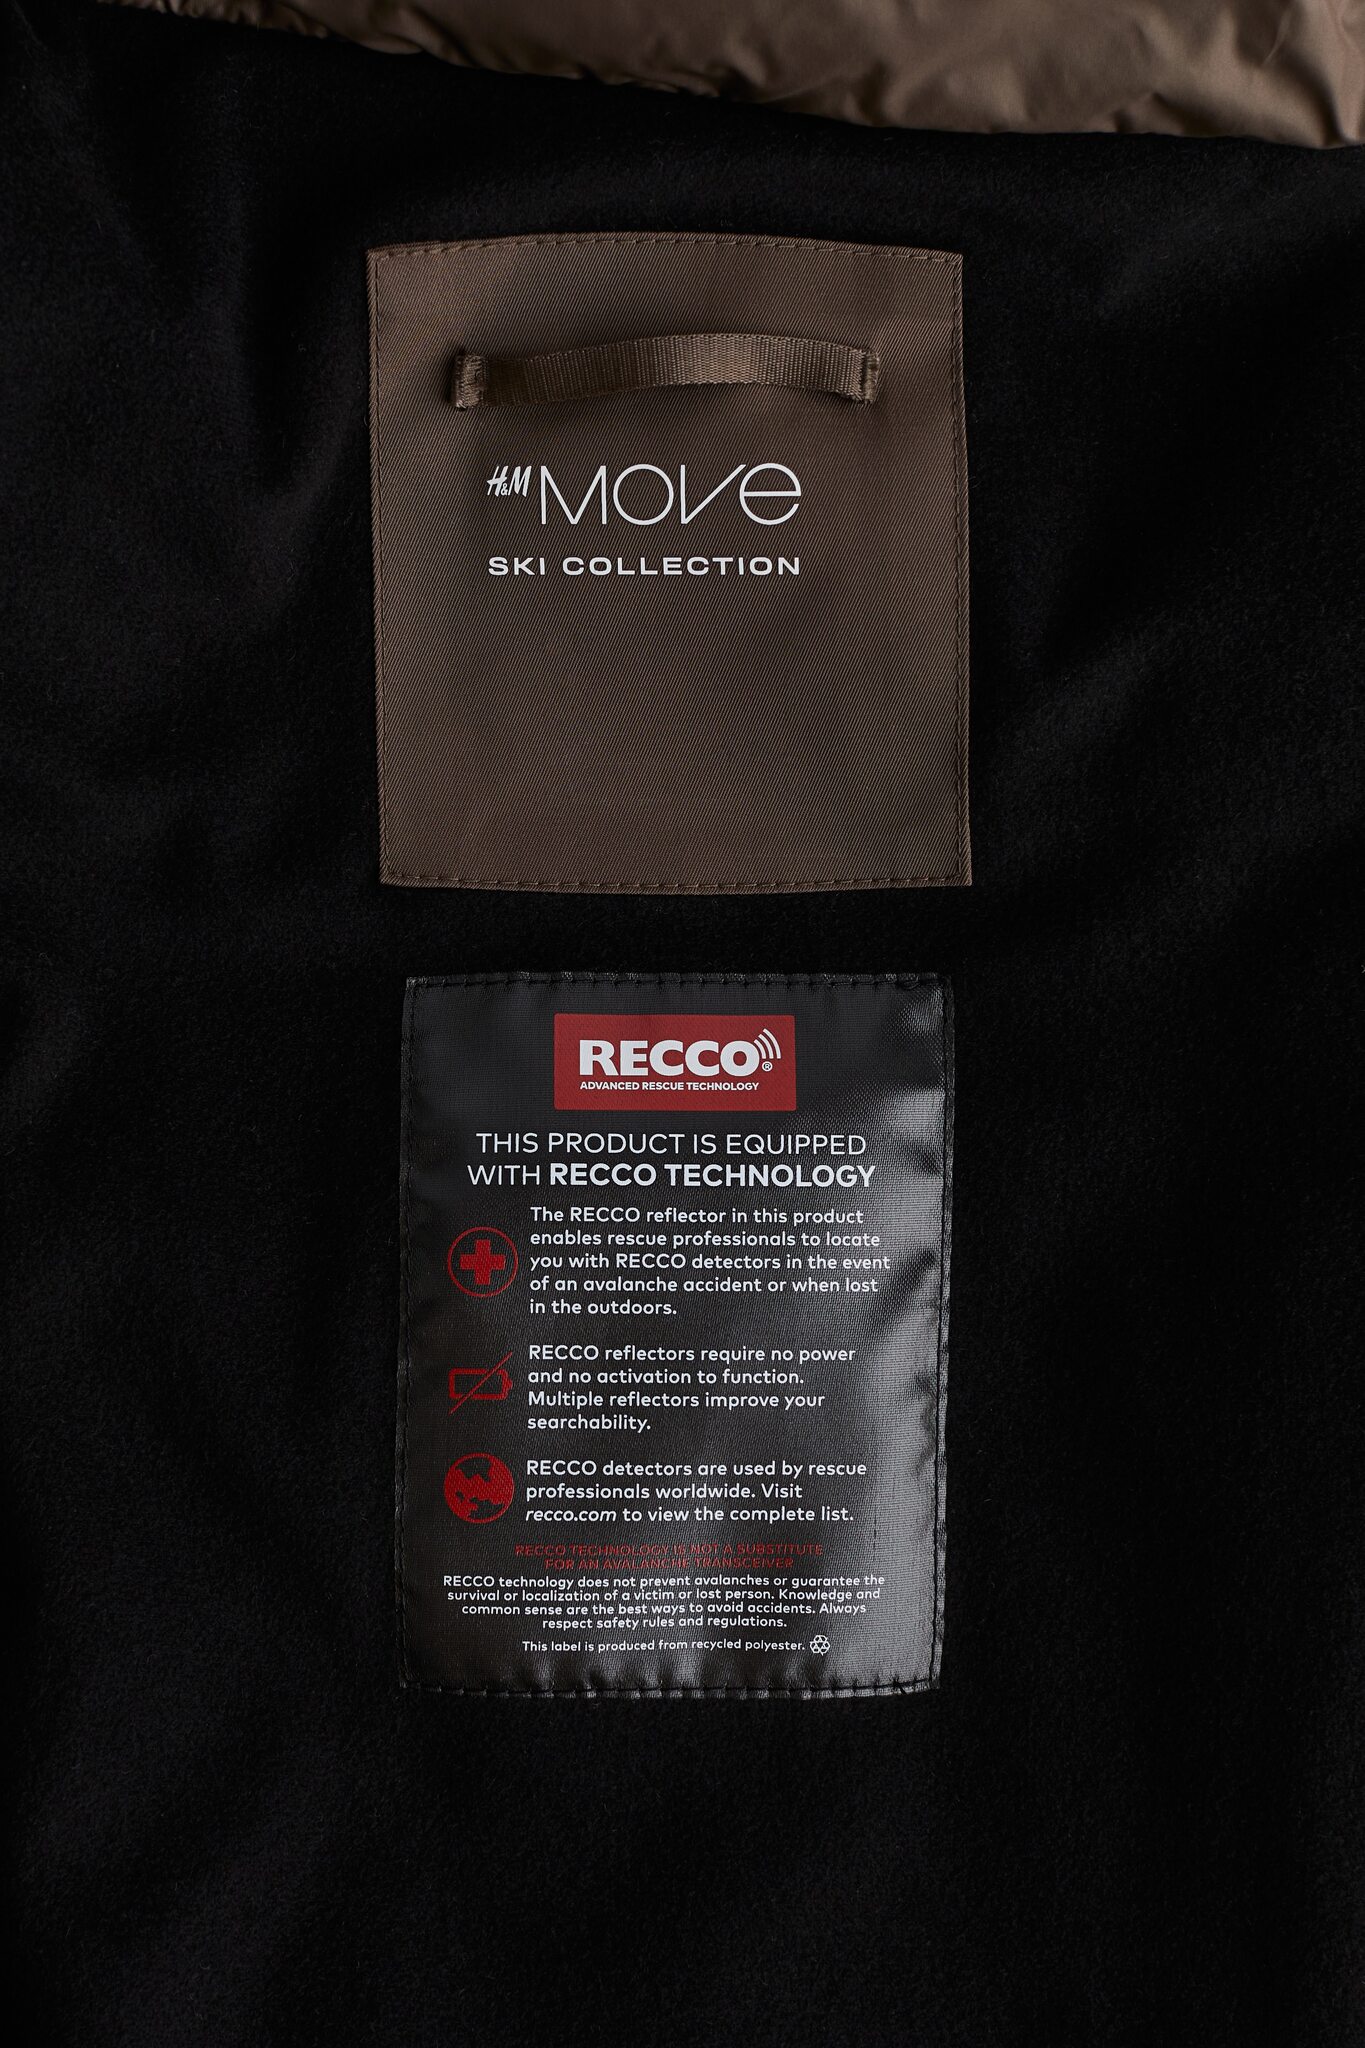 H&M MOVE
SKI COLLECTION
RECCO®
ADVANCED RESCUE TECHNOLOGY
THIS PRODUCT IS EQUIPPED
WITH RECCO TECHNOLOGY
The RECCO reflector in this product
enables rescue professionals to locate
you with RECCO detectors in the event
of an avalanche accident or when lost
in the outdoors.
RECCO reflectors require no power
and no activation to function.
Multiple reflectors improve your
searchability.
RECCO detectors are used by rescue
professionals worldwide. Visit
recco.com to view the complete list.
RECCO TECHNOLOGY IS NOT A SUBSTITUTE
FOR AN AVALANCHE TRANSCEIVER
RECCO technology does not prevent avalanches or guarantee the
survival or localization of a victim or lost person. Knowledge and
common sense are the best ways to avoid accidents. Always
respect safety rules and regulations.
This label is produced from recycled polyester.